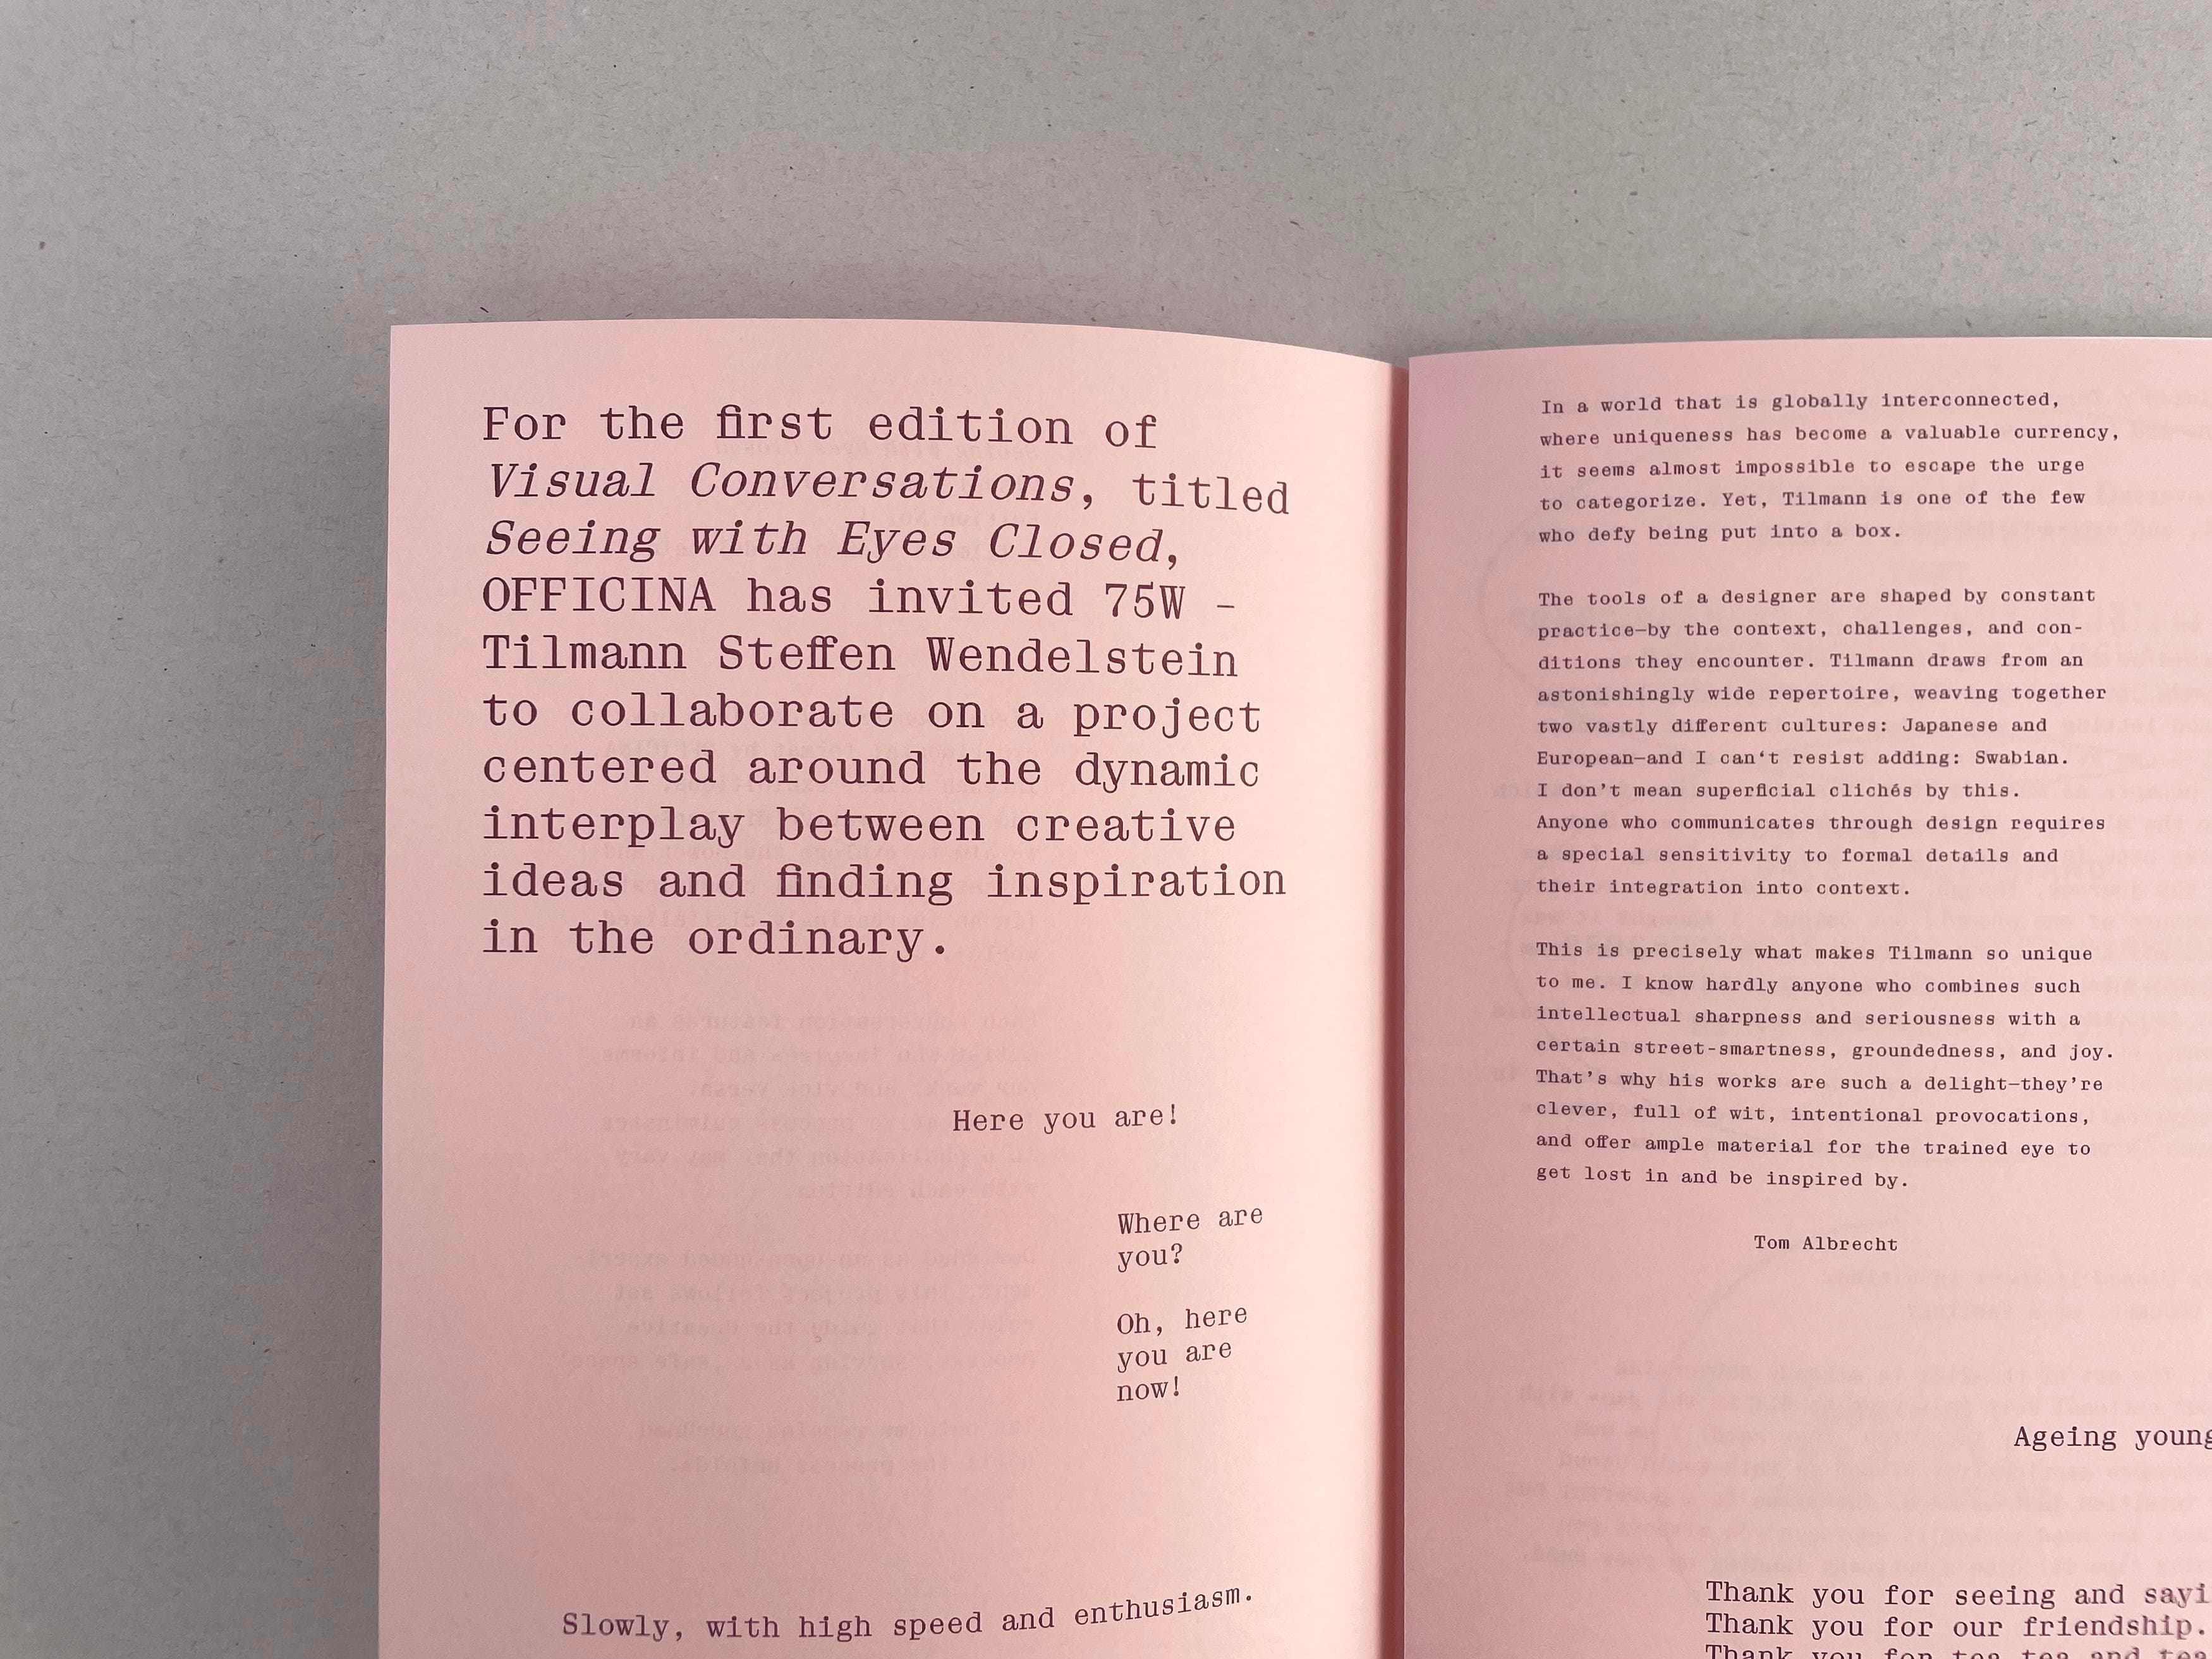 For the first edition of
Visual Conversations, titled
Seeing with Eyes Closed,
OFFICINA has invited 75W –
Tilmann Steffen Wendelstein
to collaborate on a project
centered around the dynamic
interplay between creative
ideas and finding inspiration
in the ordinary.
Here you are!
Where are
you?
Oh, here
you are
now!
Slowly, with high speed and enthusiasm.
In a world that is globally interconnected,
where uniqueness has become a valuable currency,
it seems almost impossible to escape the urge
to categorize. Yet, Tilmann is one of the few
who defy being put into a box.
The tools of a designer are shaped by constant
practice—by the context, challenges, and con-
ditions they encounter. Tilmann draws from an
astonishingly wide repertoire, weaving together
two vastly different cultures: Japanese and
European—and I can‘t resist adding: Swabian.
I don’t mean superficial clichés by this.
Anyone who communicates through design requires
a special sensitivity to formal details and
their integration into context.
This is precisely what makes Tilmann so unique
to me. I know hardly anyone who combines such
intellectual sharpness and seriousness with a
certain street-smartness, groundedness, and joy.
That’s why his works are such a delight—they’re
clever, full of wit, intentional provocations,
and offer ample material for the trained eye to
get lost in and be inspired by.
Tom Albrecht
Ageing young
Thank you for seeing and sayi
Thank you for our friendship.
Thank you for tea tea and tea